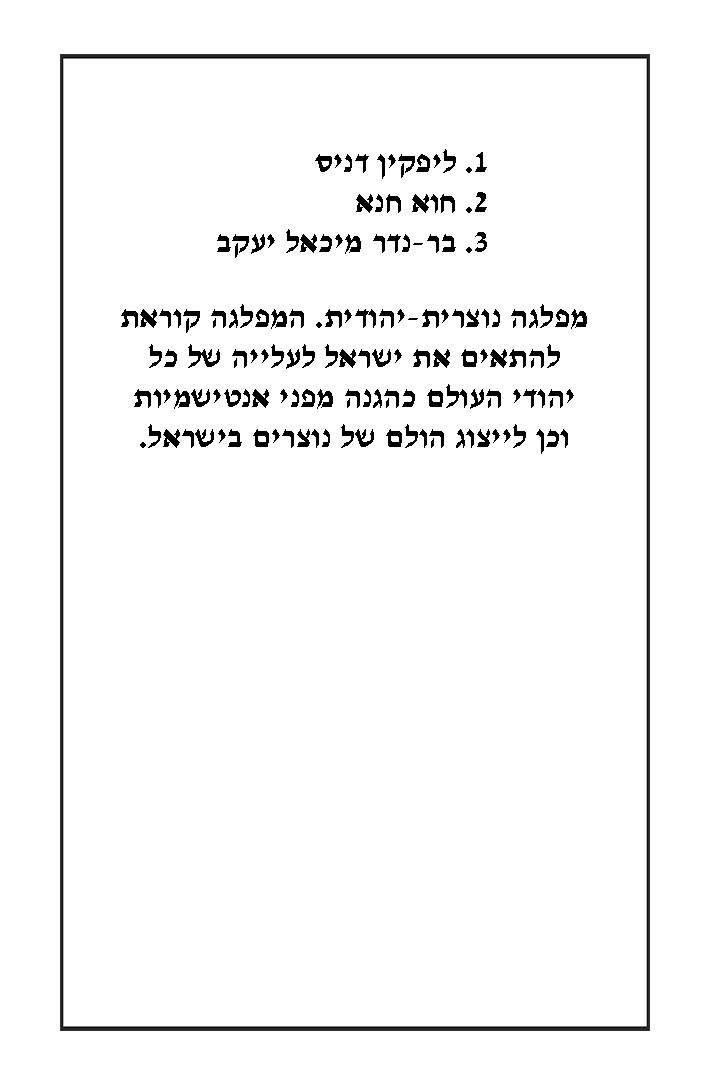 1. ליפקין דניס
2. חוא חנא
3. בר-נדר מיכאל יעקב
מפלגה נוצרית-יהודית. המפלגה קוראת
להתאים את ישראל לעלייה של כל
יהודי העולם כהגנה מפני אנטישמיות
וכן לייצוג הולם של נוצרים בישראל.